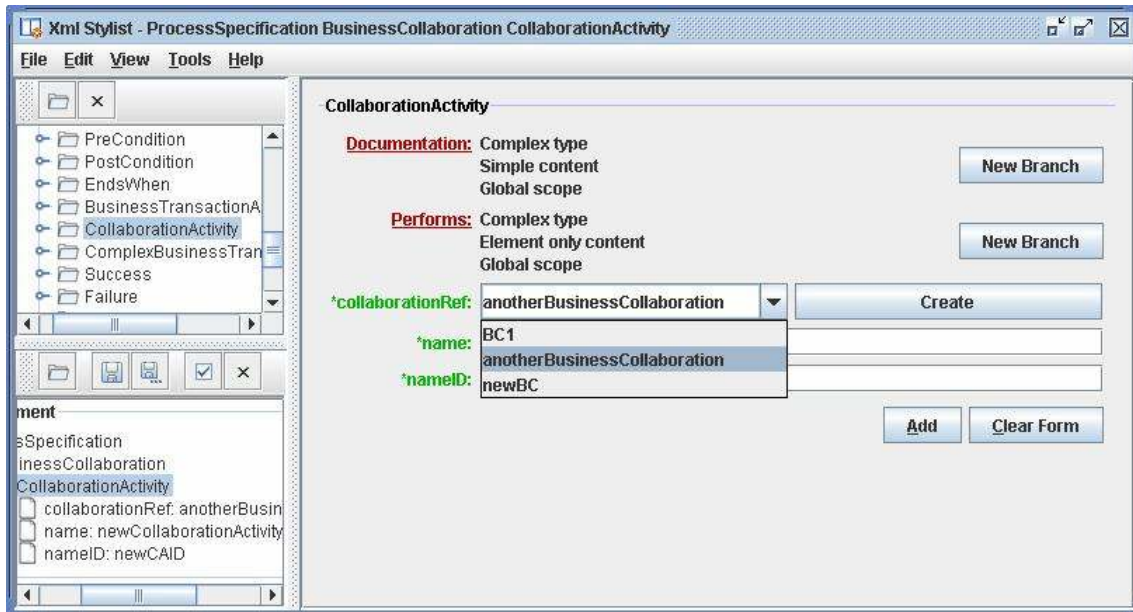 Xml Stylist - ProcessSpecification BusinessCollaboration CollaborationActivity
File Edit View Tools Help
PreCondition
PostCondition
EndsWhen
BusinessTransactionA
CollaborationActivity
ComplexBusinessTran
Success
Failure
ment
sSpecification
inessCollaboration
CollaborationActivity
collaborationRef: anotherBusin
name: newCollaborationActivity
nameID: newCAID
CollaborationActivity
Documentation: Complex type
Simple content
Global scope
New Branch
Performs: Complex type
Element only content
Global scope
New Branch
*collaborationRef: anotherBusinessCollaboration Create
BC1
*name:
anotherBusinessCollaboration
*nameID:
newBC
Add Clear Form